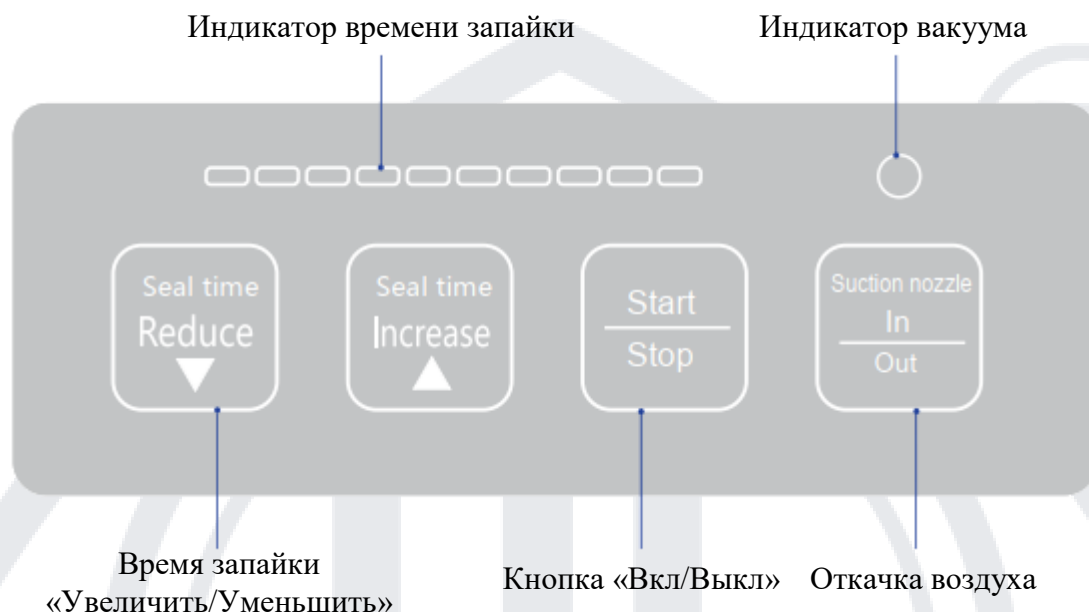 Индикатор времени запайки
Индикатор вакуума
Seal time
Reduce
Seal time
Increase
Start
Stop
Suction nozzle
In
Out
Время запайки
«Увеличить/Уменьшить»
Кнопка «Вкл/Выкл»
Откачка воздуха